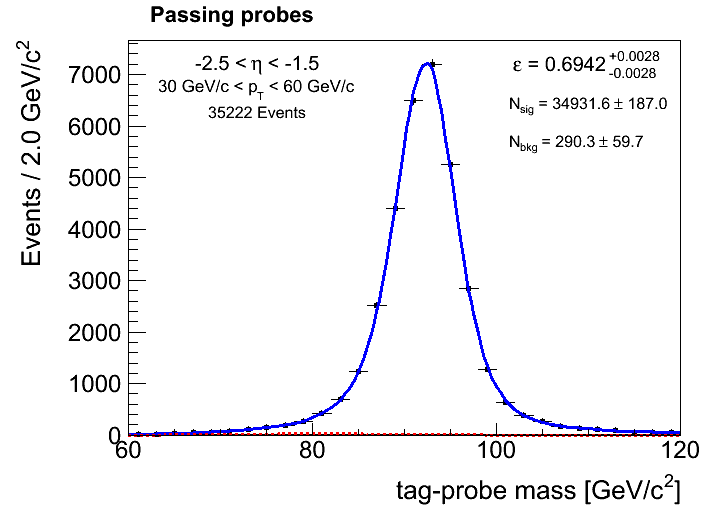 Passing probes
-2.5 < η < -1.5
30 GeV/c < p_T < 60 GeV/c
35222 Events
ε = 0.6942 +0.0028 -0.0028
N_sig = 34931.6 ± 187.0
N_bkg = 290.3 ± 59.7
Events / 2.0 GeV/c²
7000
6000
5000
4000
3000
2000
1000
0
60
80
100
120
tag-probe mass [GeV/c²]